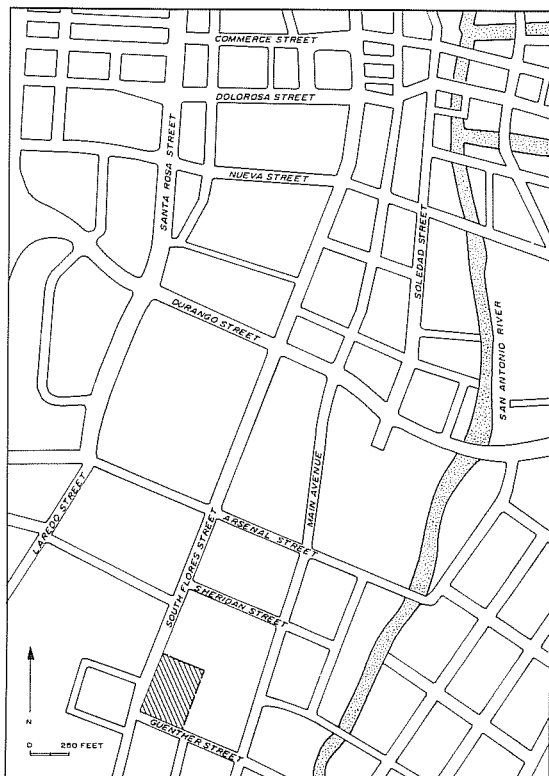 COMMERCE STREET
DOLOROSA STREET
SANTA ROSA STREET
NUEVA STREET
SOLEDAD STREET
DURANGO STREET
SAN ANTONIO RIVER
MAIN AVENUE
LAREDO STREET
SOUTH FLORES STREET
ARSENAL STREET
SHERIDAN STREET
GUENTHER STREET
N
0 250 FEET